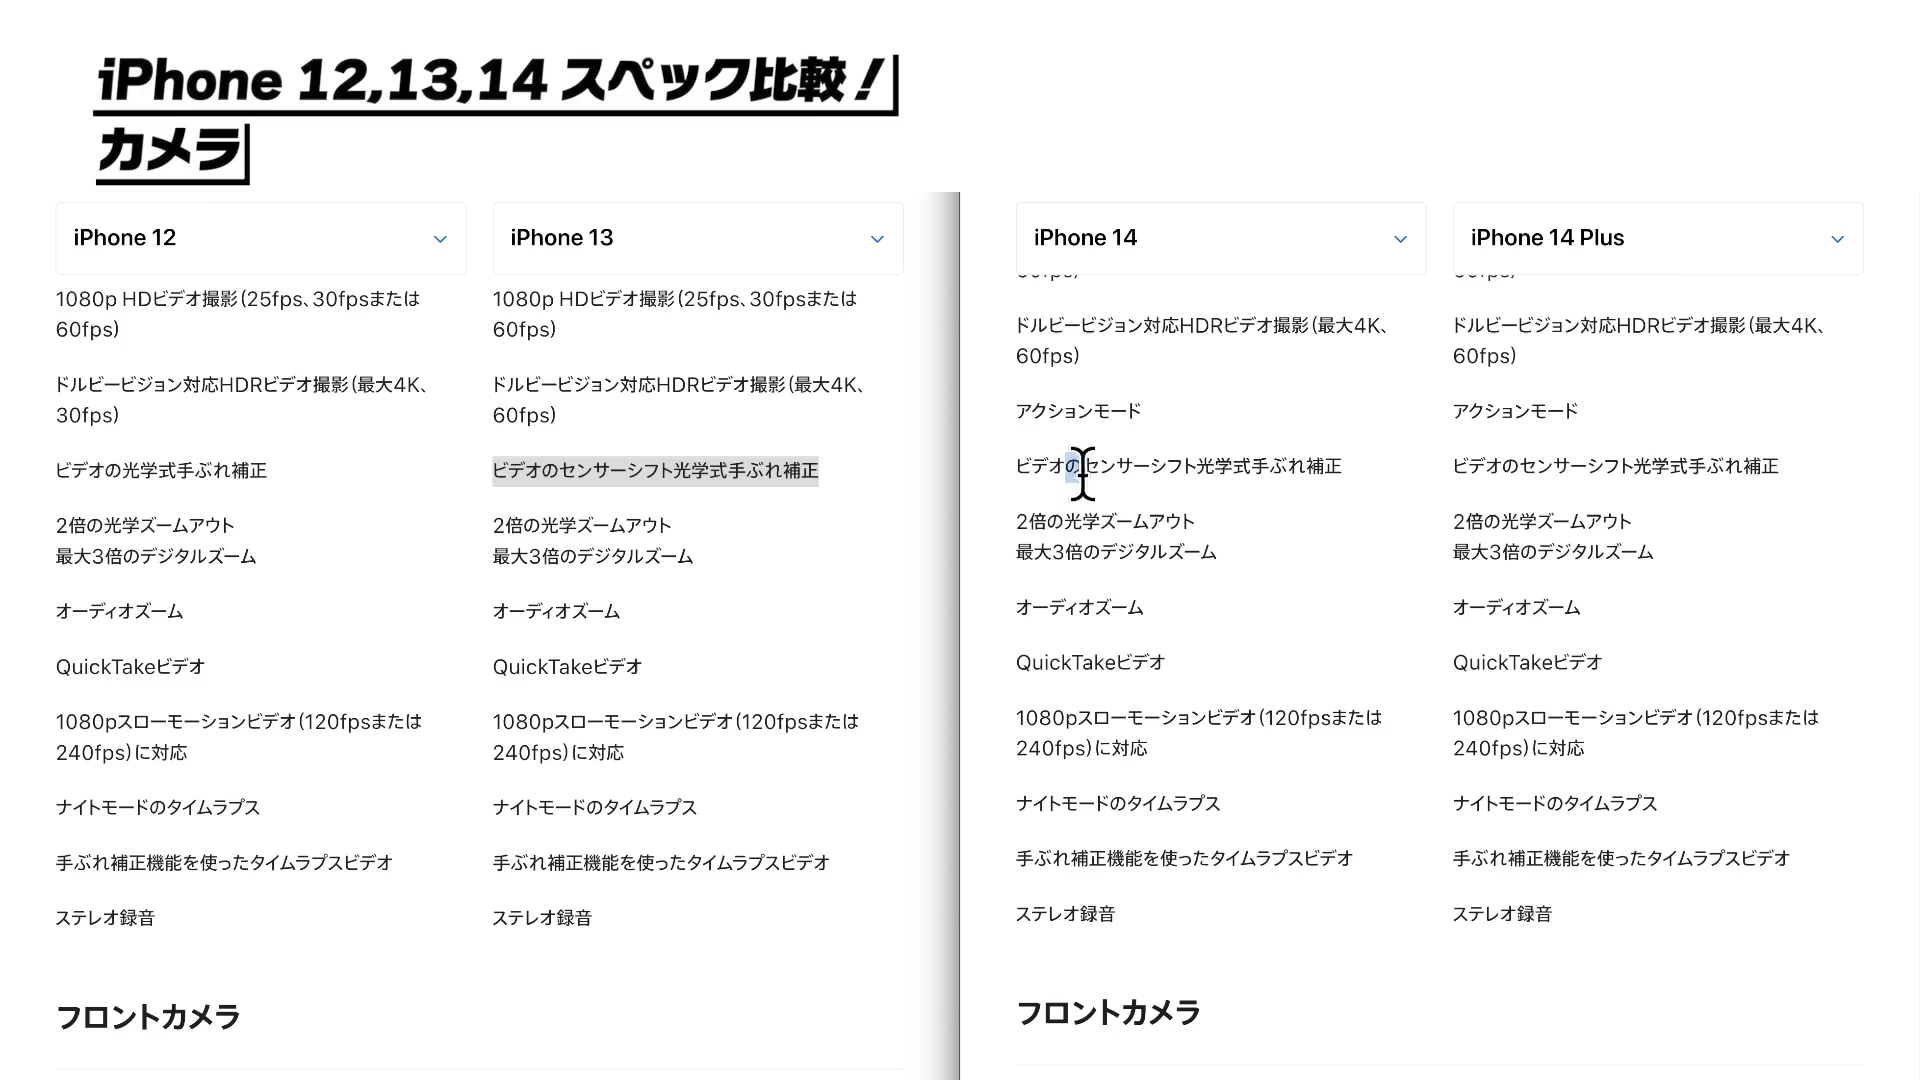 iPhone 12,13,14 スペック比較！
カメラ
iPhone 12
1080p HDビデオ撮影（25fps、30fpsまたは
60fps）
ドルビービジョン対応HDRビデオ撮影（最大4K、
30fps）
ビデオの光学式手ぶれ補正
2倍の光学ズームアウト
最大3倍のデジタルズーム
オーディオズーム
QuickTakeビデオ
1080pスローモーションビデオ（120fpsまたは
240fps）に対応
ナイトモードのタイムラプス
手ぶれ補正機能を使ったタイムラプスビデオ
ステレオ録音
フロントカメラ
iPhone 13
1080p HDビデオ撮影（25fps、30fpsまたは
60fps）
ドルビービジョン対応HDRビデオ撮影（最大4K、
60fps）
ビデオのセンサーシフト光学式手ぶれ補正
2倍の光学ズームアウト
最大3倍のデジタルズーム
オーディオズーム
QuickTakeビデオ
1080pスローモーションビデオ（120fpsまたは
240fps）に対応
ナイトモードのタイムラプス
手ぶれ補正機能を使ったタイムラプスビデオ
ステレオ録音
iPhone 14
ドルビービジョン対応HDRビデオ撮影（最大4K、
60fps）
アクションモード
ビデオのセンサーシフト光学式手ぶれ補正
2倍の光学ズームアウト
最大3倍のデジタルズーム
オーディオズーム
QuickTakeビデオ
1080pスローモーションビデオ（120fpsまたは
240fps）に対応
ナイトモードのタイムラプス
手ぶれ補正機能を使ったタイムラプスビデオ
ステレオ録音
フロントカメラ
iPhone 14 Plus
ドルビービジョン対応HDRビデオ撮影（最大4K、
60fps）
アクションモード
ビデオのセンサーシフト光学式手ぶれ補正
2倍の光学ズームアウト
最大3倍のデジタルズーム
オーディオズーム
QuickTakeビデオ
1080pスローモーションビデオ（120fpsまたは
240fps）に対応
ナイトモードのタイムラプス
手ぶれ補正機能を使ったタイムラプスビデオ
ステレオ録音